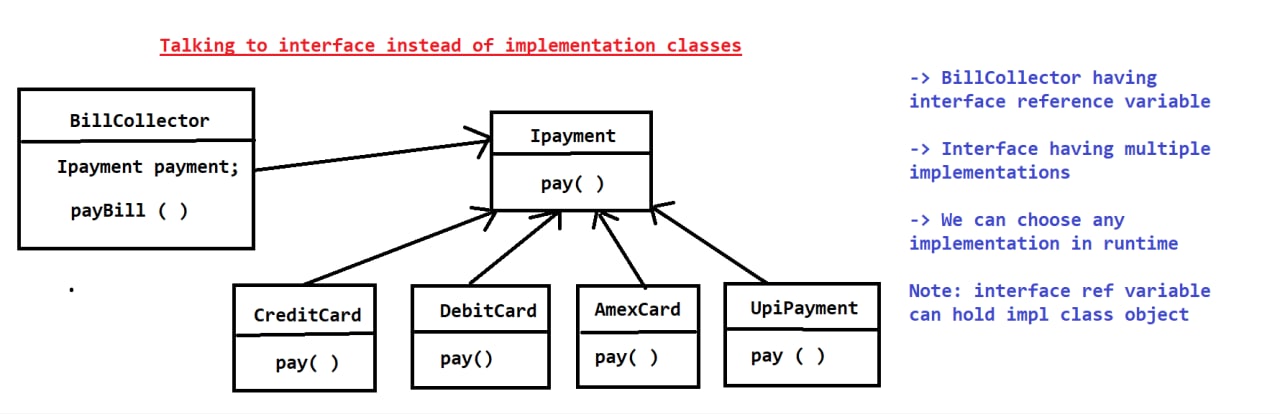 Talking to interface instead of implementation classes
BillCollector
Ipayment payment;
payBill ( )
Ipayment
pay( )
CreditCard
pay( )
DebitCard
pay()
AmexCard
pay( )
UpiPayment
pay ( )
-> BillCollector having
interface reference variable
-> Interface having multiple
implementations
-> We can choose any
implementation in runtime
Note: interface ref variable
can hold impl class object